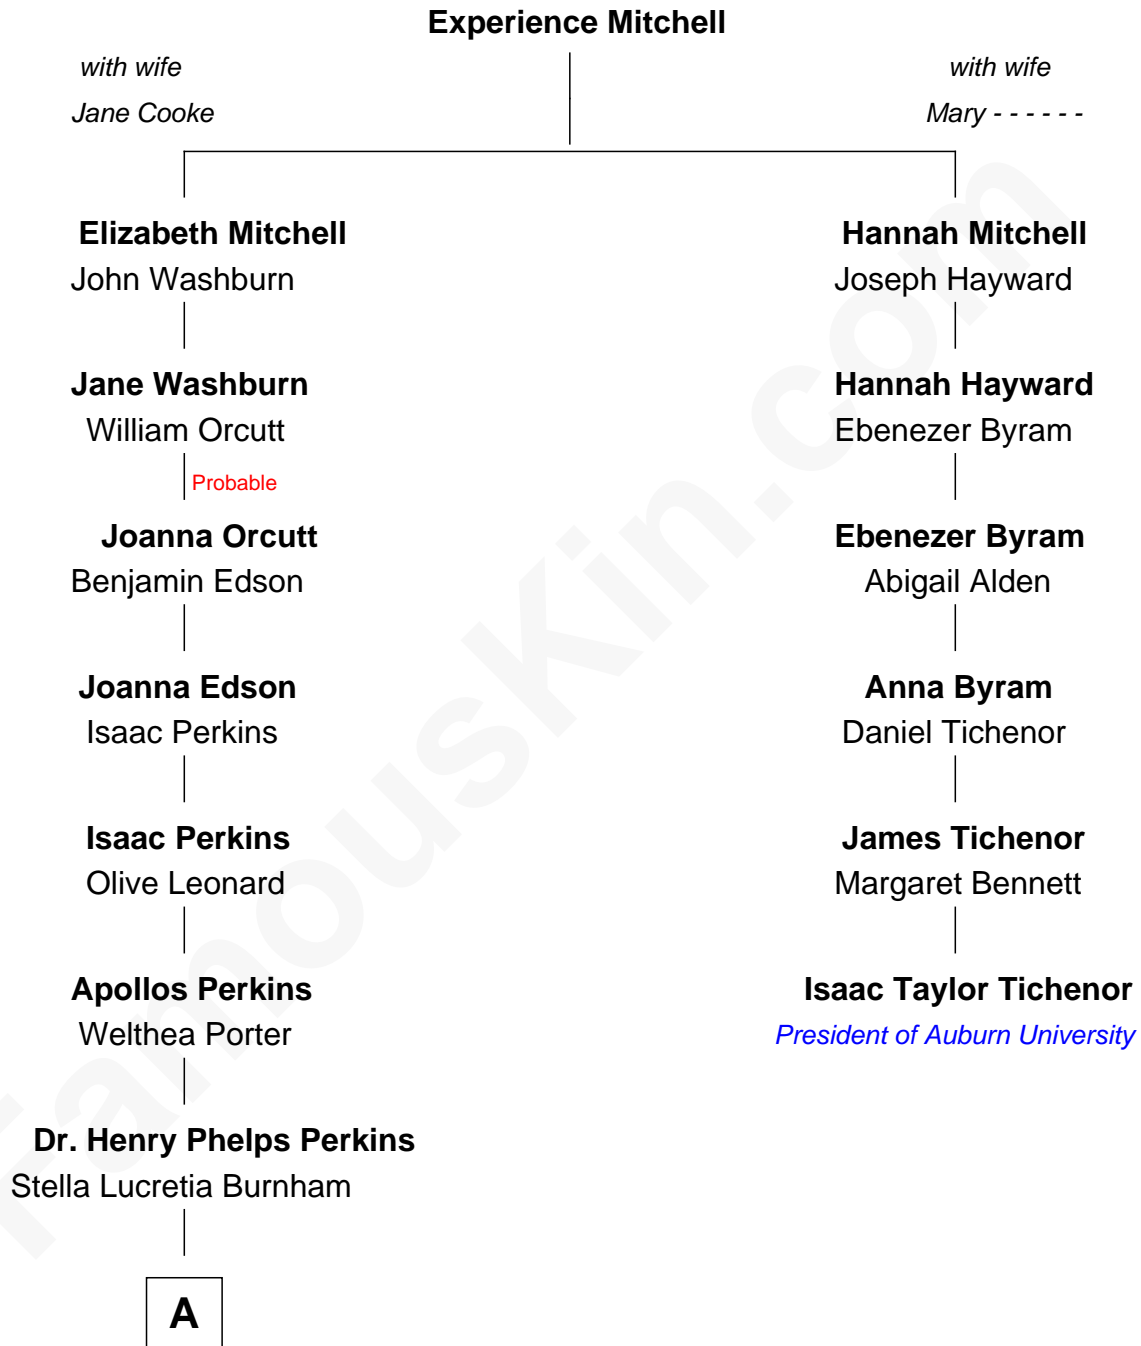 Experience Mitchell
with wife
Jane Cooke
with wife
Mary - - - - - -
Elizabeth Mitchell
John Washburn
Hannah Mitchell
Joseph Hayward
Jane Washburn
William Orcutt
Hannah Hayward
Ebenezer Byram
Probable
Joanna Orcutt
Benjamin Edson
Ebenezer Byram
Abigail Alden
Joanna Edson
Isaac Perkins
Anna Byram
Daniel Tichenor
Isaac Perkins
Olive Leonard
James Tichenor
Margaret Bennett
Apollos Perkins
Welthea Porter
Isaac Taylor Tichenor
President of Auburn University
Dr. Henry Phelps Perkins
Stella Lucretia Burnham
A
FamousKin.com